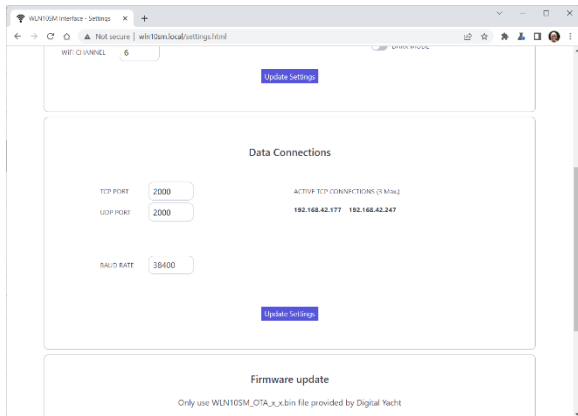 WLN10SM Interface - Settings
Not secure | wln10sm.local/settings.html
WIFI CHANNEL 6
DARK MODE
Update Settings
Data Connections
TCP PORT 2000
ACTIVE TCP CONNECTIONS (3 Max.)
UDP PORT 2000
192.168.42.177 192.168.42.247
BAUD RATE 38400
Update Settings
Firmware update
Only use WLN10SM_OTA_x_x.bin file provided by Digital Yacht